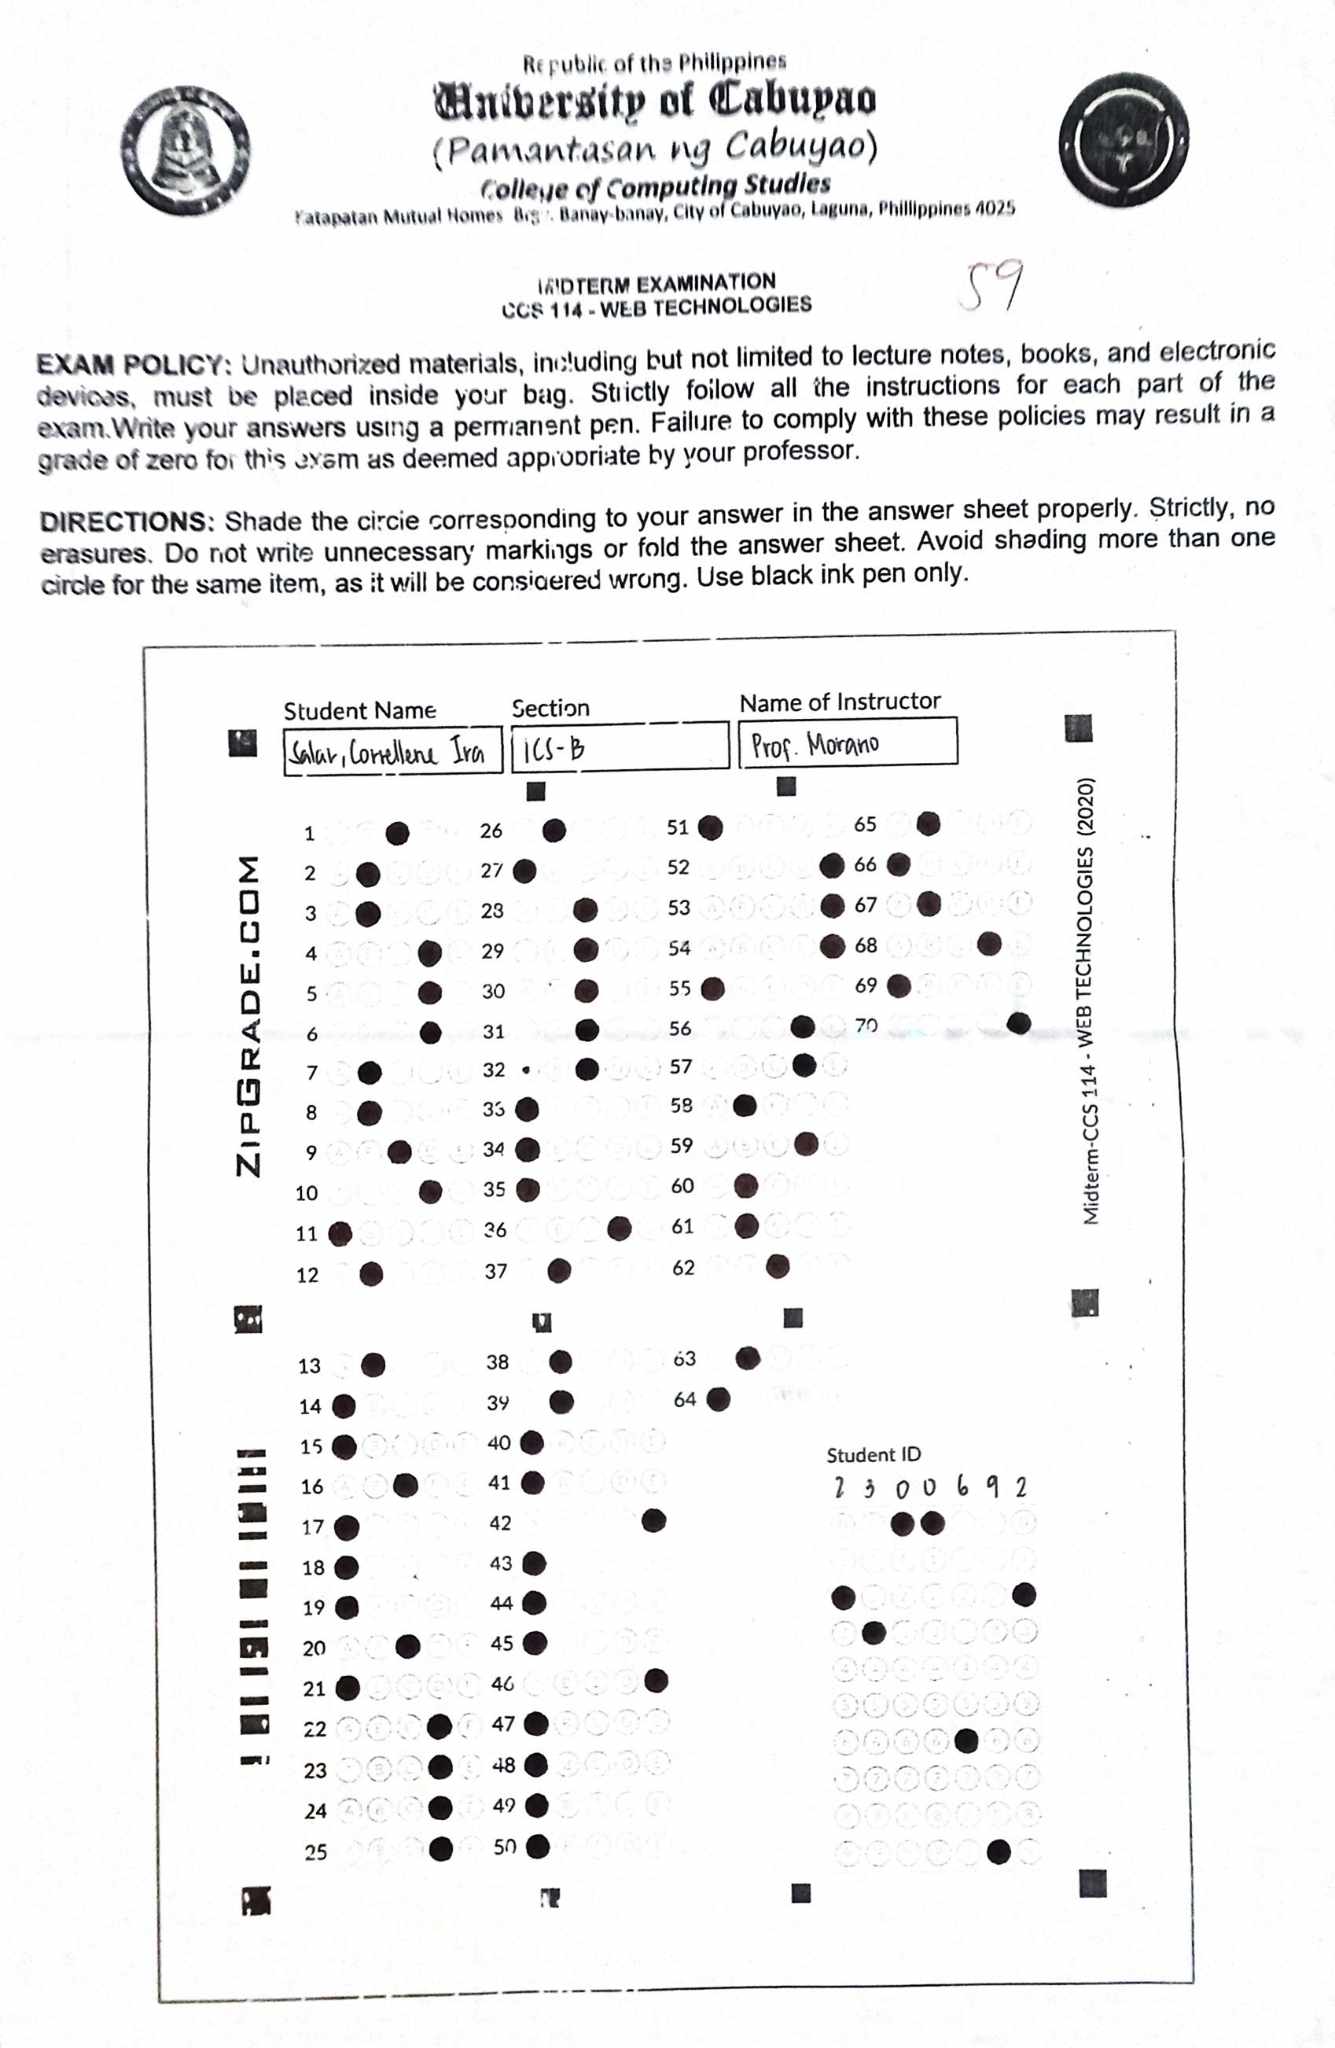 Republic of the Philippines
University of Cabuyao
(Pamantasan ng Cabuyao)
College of Computing Studies
Katapatan Mutual Homes Brgy. Banay-banay, City of Cabuyao, Laguna, Phillippines 4025
59
MIDTERM EXAMINATION
CCS 114 - WEB TECHNOLOGIES
EXAM POLICY: Unauthorized materials, including but not limited to lecture notes, books, and electronic
devices, must be placed inside your bag. Strictly follow all the instructions for each part of the
exam.Write your answers using a permanent pen. Failure to comply with these policies may result in a
grade of zero for this exam as deemed appropriate by your professor.
DIRECTIONS: Shade the circle corresponding to your answer in the answer sheet properly. Strictly, no
erasures. Do not write unnecessary markings or fold the answer sheet. Avoid shading more than one
circle for the same item, as it will be considered wrong. Use black ink pen only.
Student Name Section Name of Instructor
Salar, Correllene Ira 1CS-B Prof. Morano
ZIPGRADE.COM
Midterm-CCS 114 - WEB TECHNOLOGIES (2020)
1 26 51 65
2 27 52 66
3 28 53 67
4 29 54 68
5 30 55 69
6 31 56 70
7 32 57
8 33 58
9 34 59
10 35 60
11 36 61
12 37 62
13 38 63
14 39 64
15 40
16 41
17 42
18 43
19 44
20 45
21 46
22 47
23 48
24 49
25 50
Student ID
2 3 0 0 6 9 2